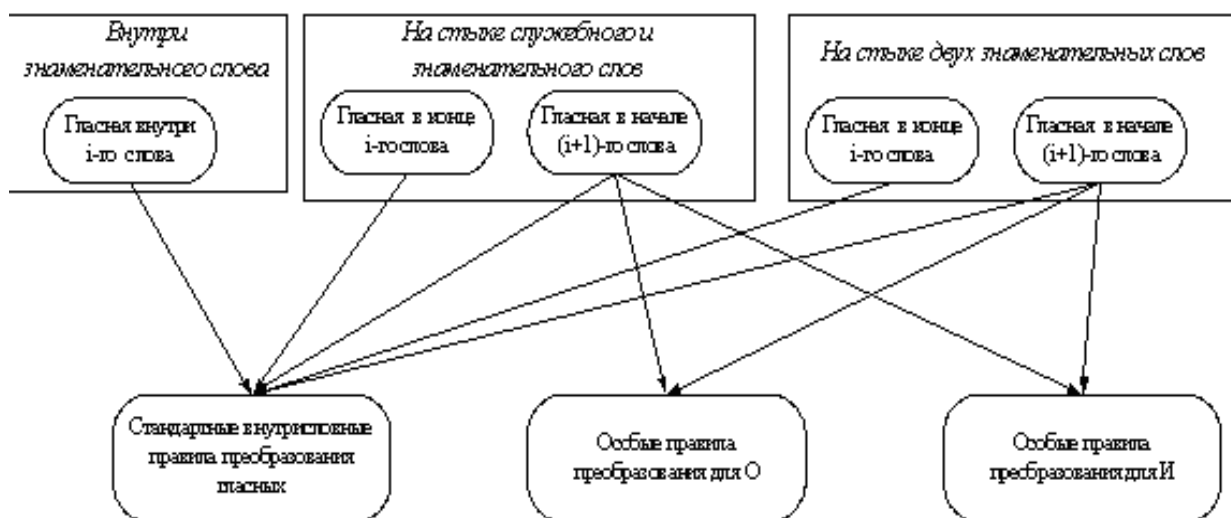 Внутри
знаменательного слова
Гласная внутри
i-го слова
На стыке служебного и
знаменательного слов
Гласная в конце
i-го слова
Гласная в начале
(i+1)-го слова
На стыке двух знаменательных слов
Гласная в конце
i-го слова
Гласная в начале
(i+1)-го слова
Стандартные внутрисловные
правила преобразования
гласных
Особые правила
преобразования для О
Особые правила
преобразования для И